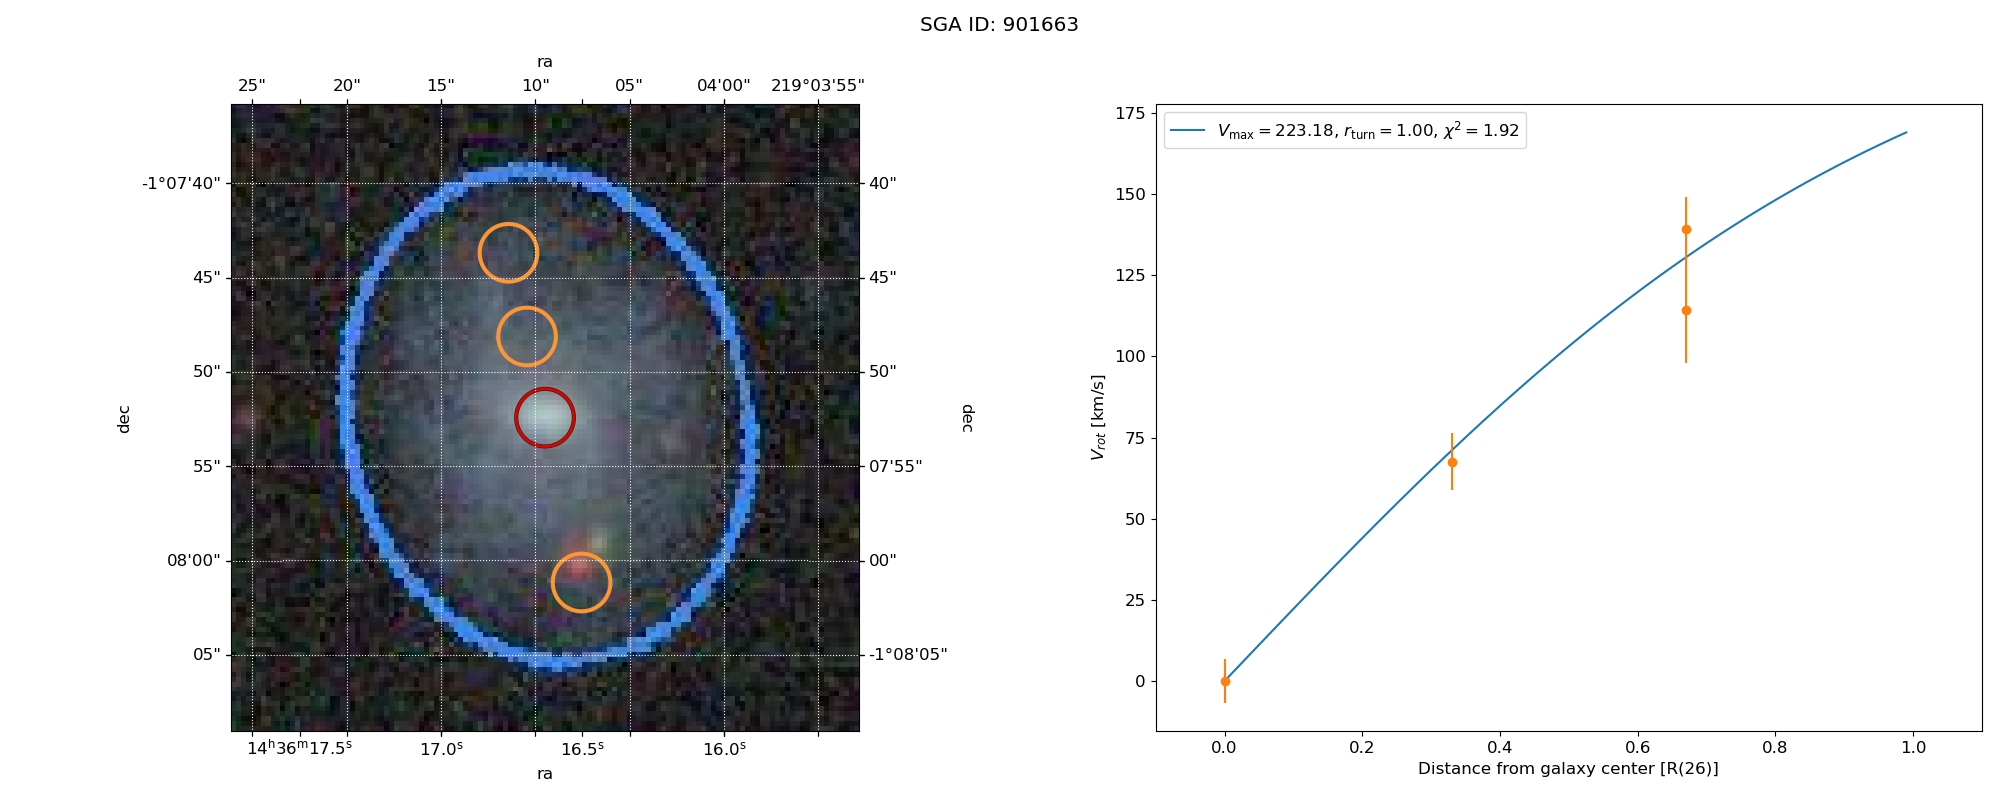 SGA ID: 901663
ra
25" 20" 15" 10" 05" 04'00" 219°03'55"
-1°07'40"
45"
50"
55"
08'00"
05"
dec
40"
45"
50"
07'55"
00"
-1°08'05"
dec
14h36m17.5s 17.0s 16.5s 16.0s
ra
Vmax = 223.18, rturn = 1.00, χ2 = 1.92
175
150
125
100
75
50
25
0
Vrot [km/s]
0.0 0.2 0.4 0.6 0.8 1.0
Distance from galaxy center [R(26)]